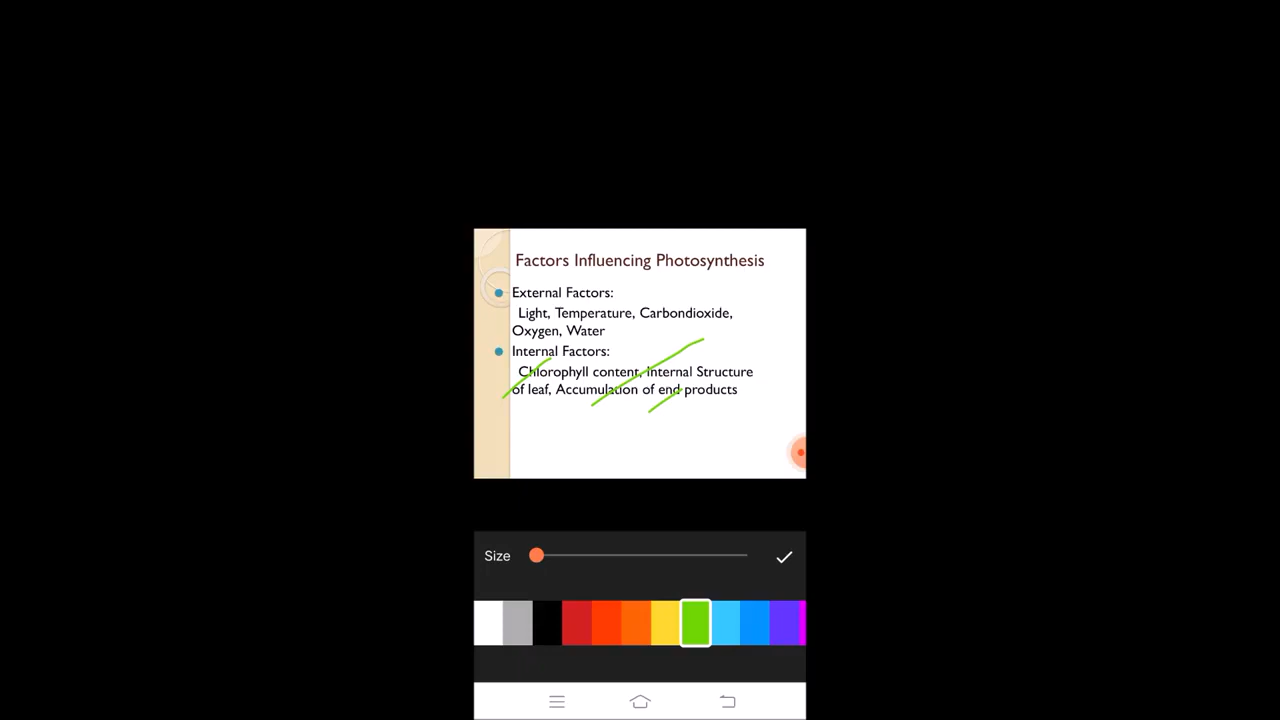 Factors Influencing Photosynthesis
External Factors:
Light, Temperature, Carbondioxide,
Oxygen, Water
Internal Factors:
Chlorophyll content, Internal Structure
of leaf, Accumulation of end products
Size